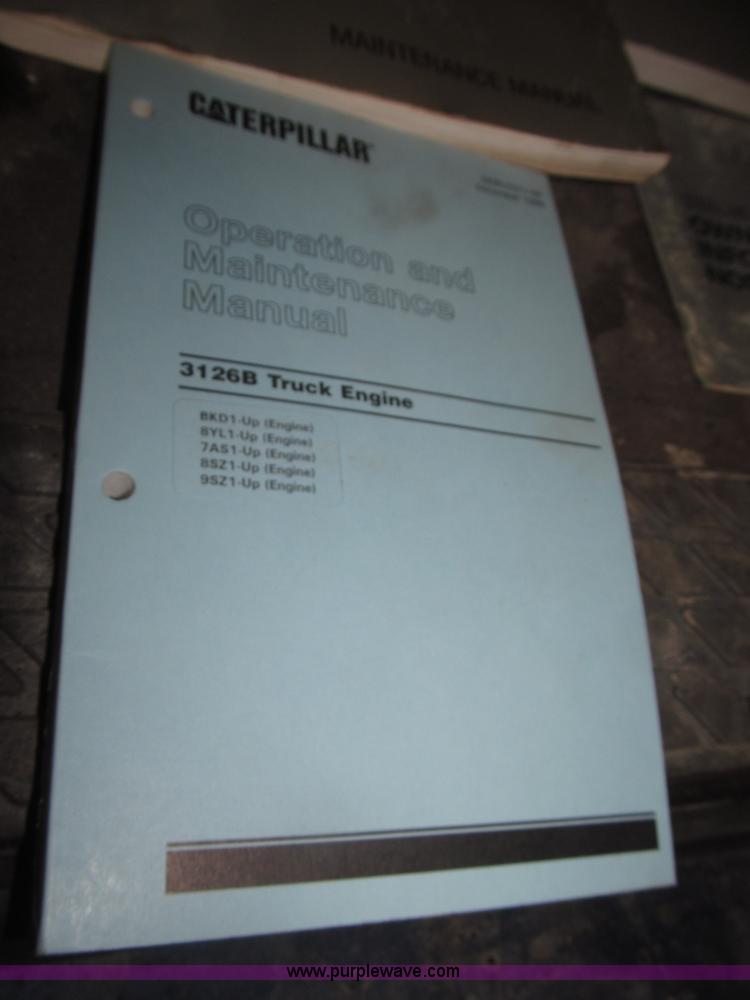 MAINTENANCE MANUAL
CATERPILLAR
Operation and
Maintenance
Manual
3126B Truck Engine
BKD1-Up (Engine)
8YL1-Up (Engine)
7AS1-Up (Engine)
8SZ1-Up (Engine)
9SZ1-Up (Engine)
www.purplewave.com